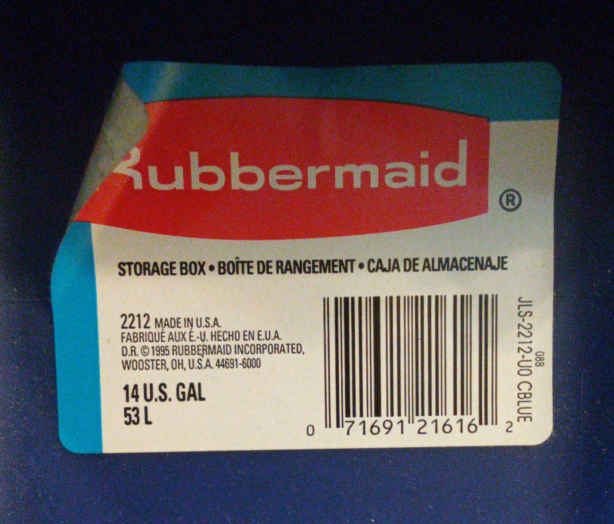 Rubbermaid
®
STORAGE BOX • BOÎTE DE RANGEMENT • CAJA DE ALMACENAJE
2212 MADE IN U.S.A.
FABRIQUÉ AUX É.-U. HECHO EN E.U.A.
D.R. © 1995 RUBBERMAID INCORPORATED,
WOOSTER, OH, U.S.A. 44691-6000
14 U.S. GAL
53 L
0 71691 21616 2
088
JLS-2212-U0 CBLUE